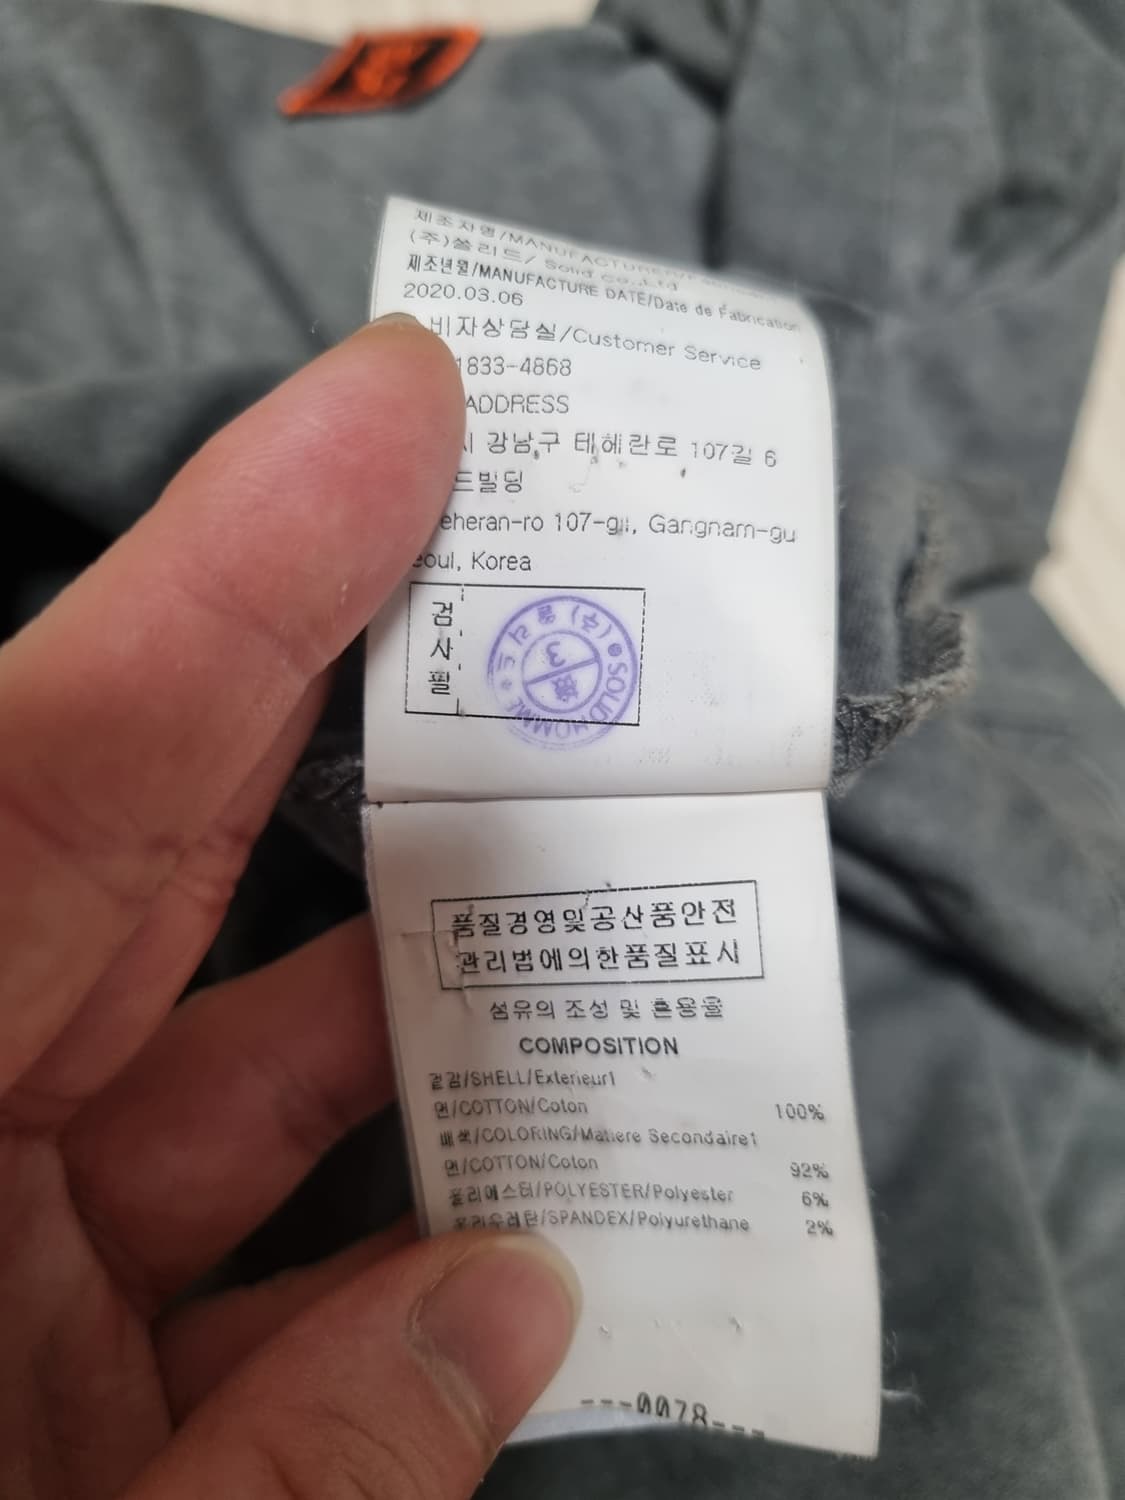 제조자명/MANUFACTURER/
(주)쏠리드/ Solid co.,Ltd
제조년월/MANUFACTURE DATE/Date de Fabrication
2020.03.06
비자상담실/Customer Service
1833-4868
ADDRESS
시 강남구 테헤란로 107길 6
드빌딩
eheran-ro 107-gil, Gangnam-gu
eoul, Korea
검
사
필
SOLID HOMME
(주)쏠리드
3
품질경영및공산품안전
관리법에의한품질표시
섬유의 조성 및 혼용율
COMPOSITION
겉감/SHELL/Exterieur1
면/COTTON/Coton 100%
배색/COLORING/Matiere Secondaire1
면/COTTON/Coton 92%
폴리에스터/POLYESTER/Polyester 6%
폴리우레탄/SPANDEX/Polyurethane 2%
---0078---